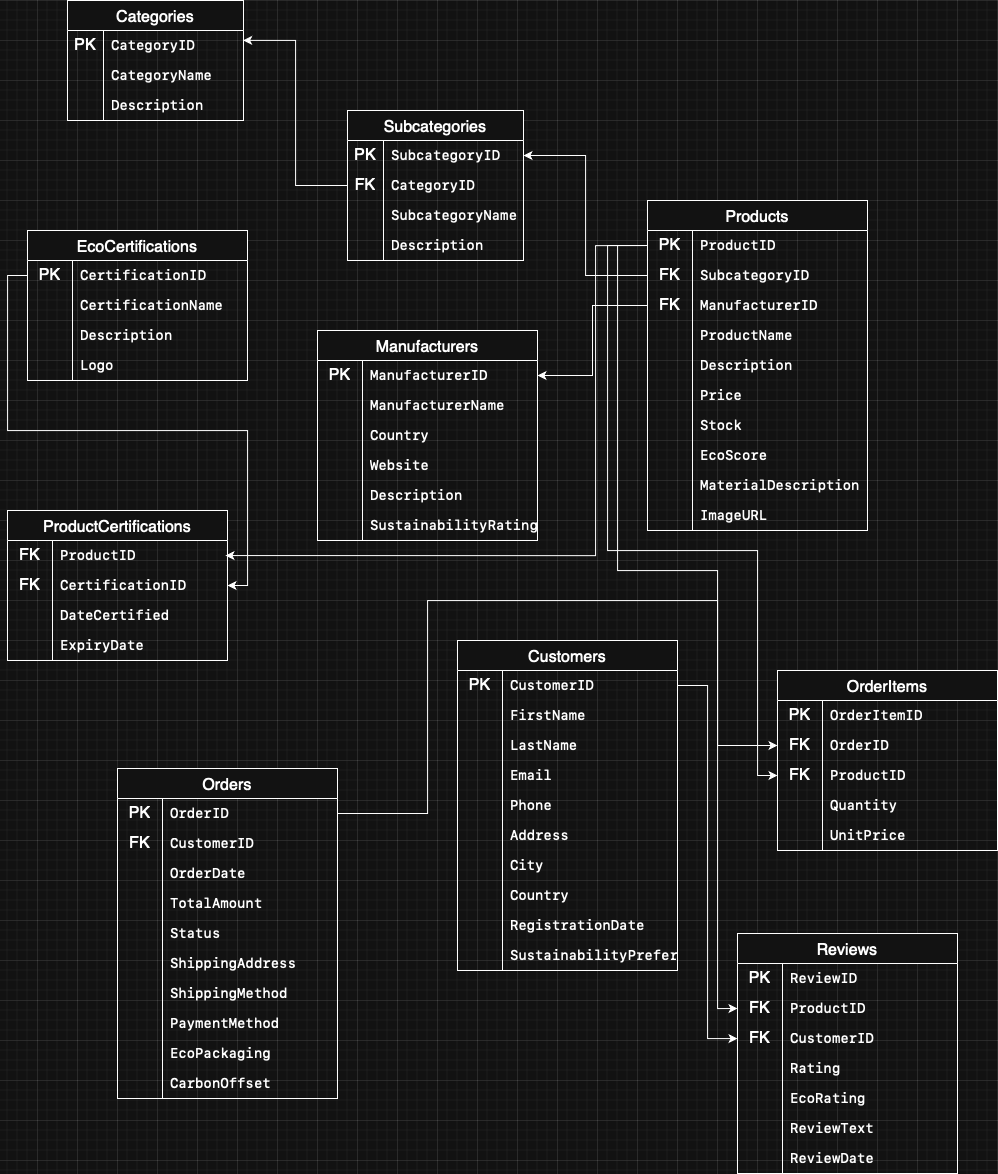 Categories
PK CategoryID
CategoryName
Description
Subcategories
PK SubcategoryID
FK CategoryID
SubcategoryName
Description
Products
PK ProductID
FK SubcategoryID
FK ManufacturerID
ProductName
Description
Price
Stock
EcoScore
MaterialDescription
ImageURL
EcoCertifications
PK CertificationID
CertificationName
Description
Logo
Manufacturers
PK ManufacturerID
ManufacturerName
Country
Website
Description
SustainabilityRating
ProductCertifications
FK ProductID
FK CertificationID
DateCertified
ExpiryDate
Customers
PK CustomerID
FirstName
LastName
Email
Phone
Address
City
Country
RegistrationDate
SustainabilityPrefer
OrderItems
PK OrderItemID
FK OrderID
FK ProductID
Quantity
UnitPrice
Orders
PK OrderID
FK CustomerID
OrderDate
TotalAmount
Status
ShippingAddress
ShippingMethod
PaymentMethod
EcoPackaging
CarbonOffset
Reviews
PK ReviewID
FK ProductID
FK CustomerID
Rating
EcoRating
ReviewText
ReviewDate